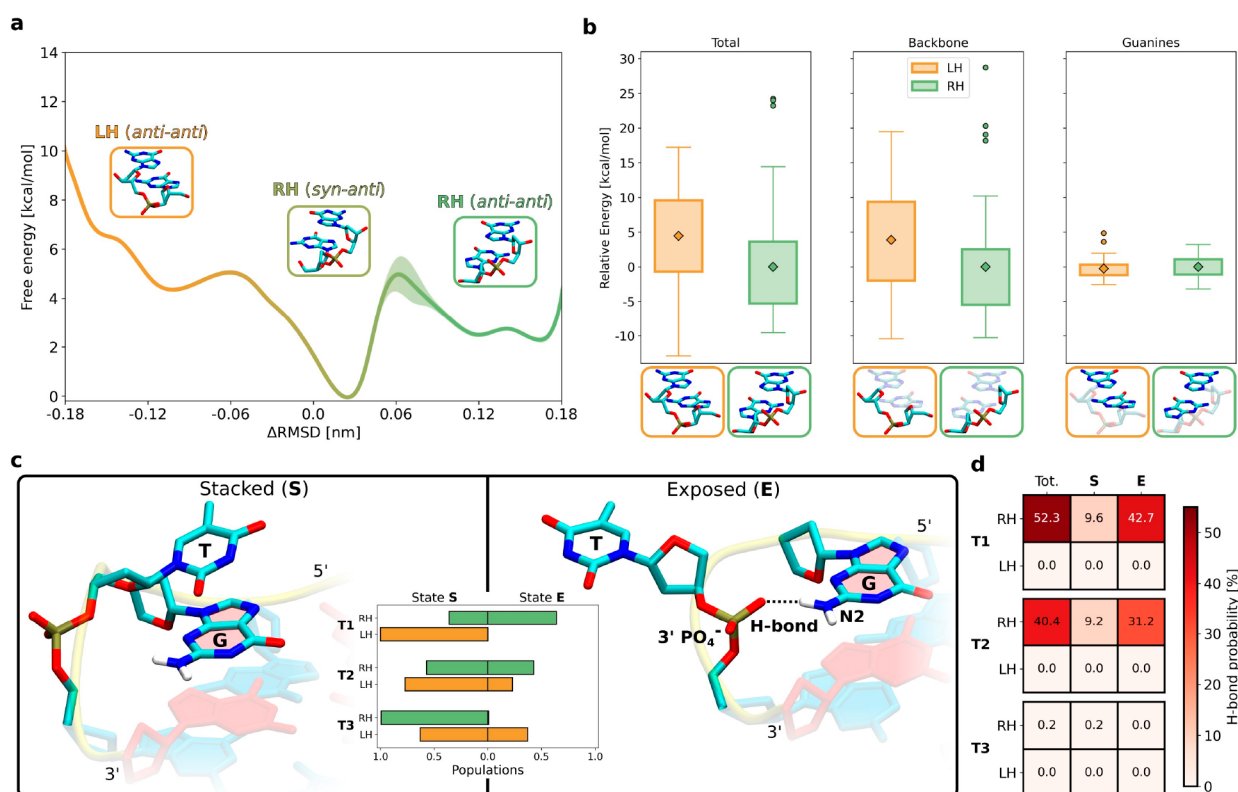 a
14
12
10
8
6
4
2
0
Free energy [kcal/mol]
-0.18
-0.12
-0.06
0.0
0.06
0.12
0.18
ΔRMSD [nm]
LH (anti-anti)
RH (syn-anti)
RH (anti-anti)
b
Total
Backbone
Guanines
LH
RH
30
25
20
15
10
5
0
-5
-10
Relative Energy [kcal/mol]
c
Stacked (S)
T
G
5'
3'
Exposed (E)
T
G
5'
N2
H-bond
3' PO4-
3'
State S
State E
T1
RH
LH
T2
RH
LH
T3
RH
LH
1.0
0.5
0.0
0.5
1.0
Populations
d
Tot.
S
E
T1
RH
52.3
9.6
42.7
LH
0.0
0.0
0.0
T2
RH
40.4
9.2
31.2
LH
0.0
0.0
0.0
T3
RH
0.2
0.2
0.0
LH
0.0
0.0
0.0
50
40
30
20
10
0
H-bond probability [%]